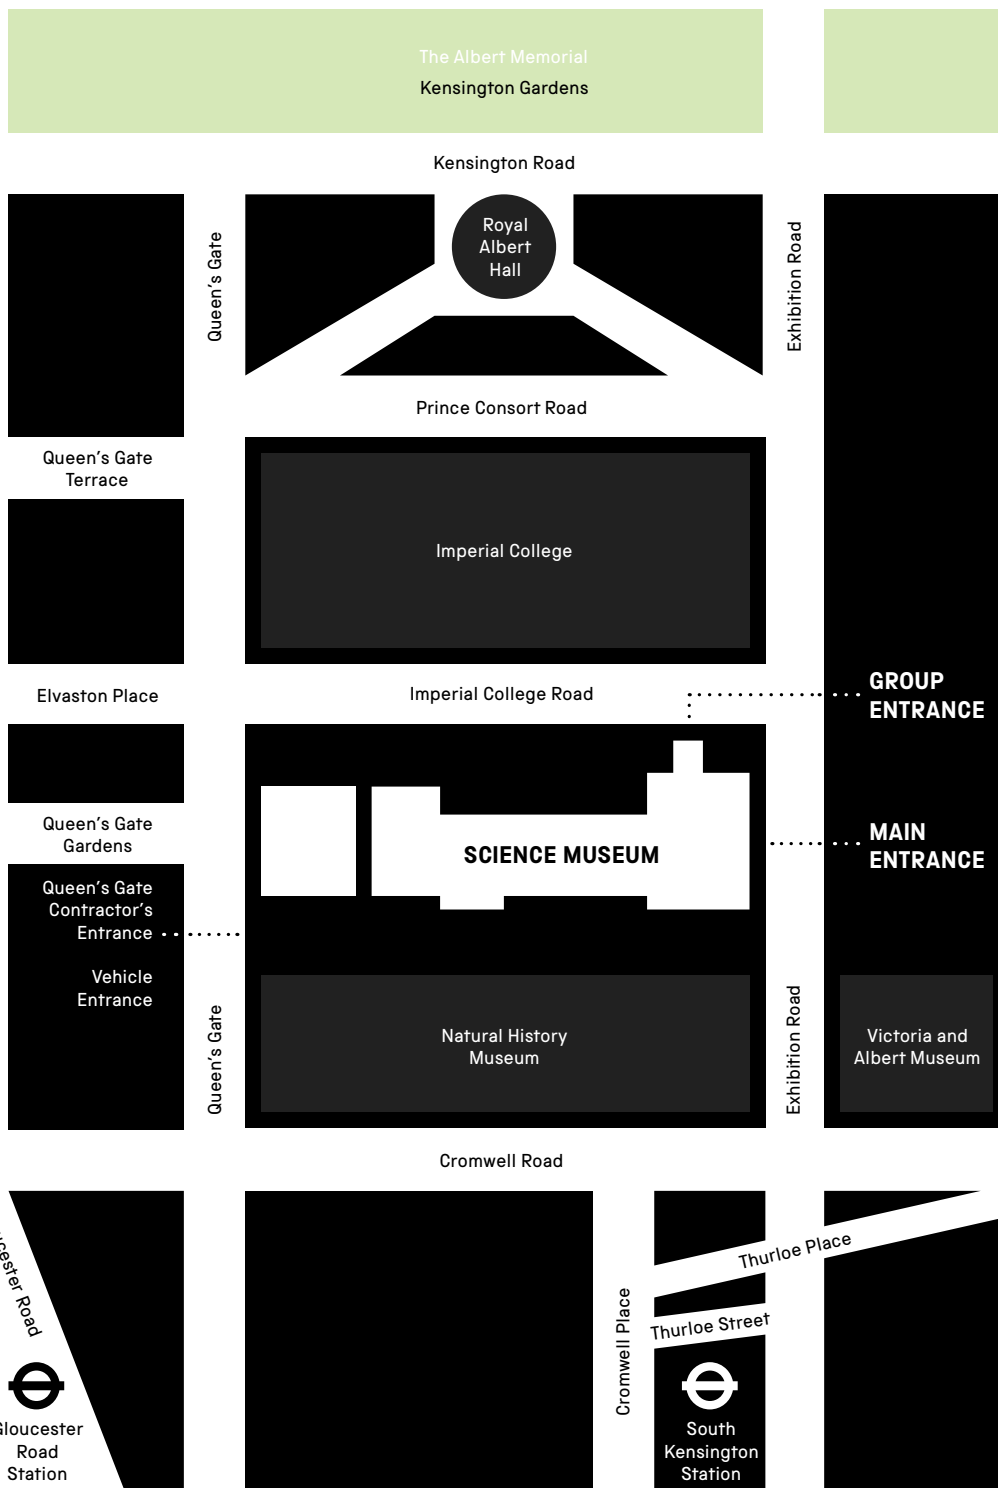 The Albert Memorial
Kensington Gardens
Kensington Road
Royal
Albert
Hall
Queen's Gate
Exhibition Road
Prince Consort Road
Queen's Gate
Terrace
Imperial College
Elvaston Place
Imperial College Road
GROUP
ENTRANCE
Queen's Gate
Gardens
MAIN
ENTRANCE
SCIENCE MUSEUM
Queen's Gate
Contractor's
Entrance
Vehicle
Entrance
Queen's Gate
Natural History
Museum
Exhibition Road
Victoria and
Albert Museum
Cromwell Road
ucester Road
Thurloe Place
Thurloe Street
Cromwell Place
Gloucester
Road
Station
South
Kensington
Station